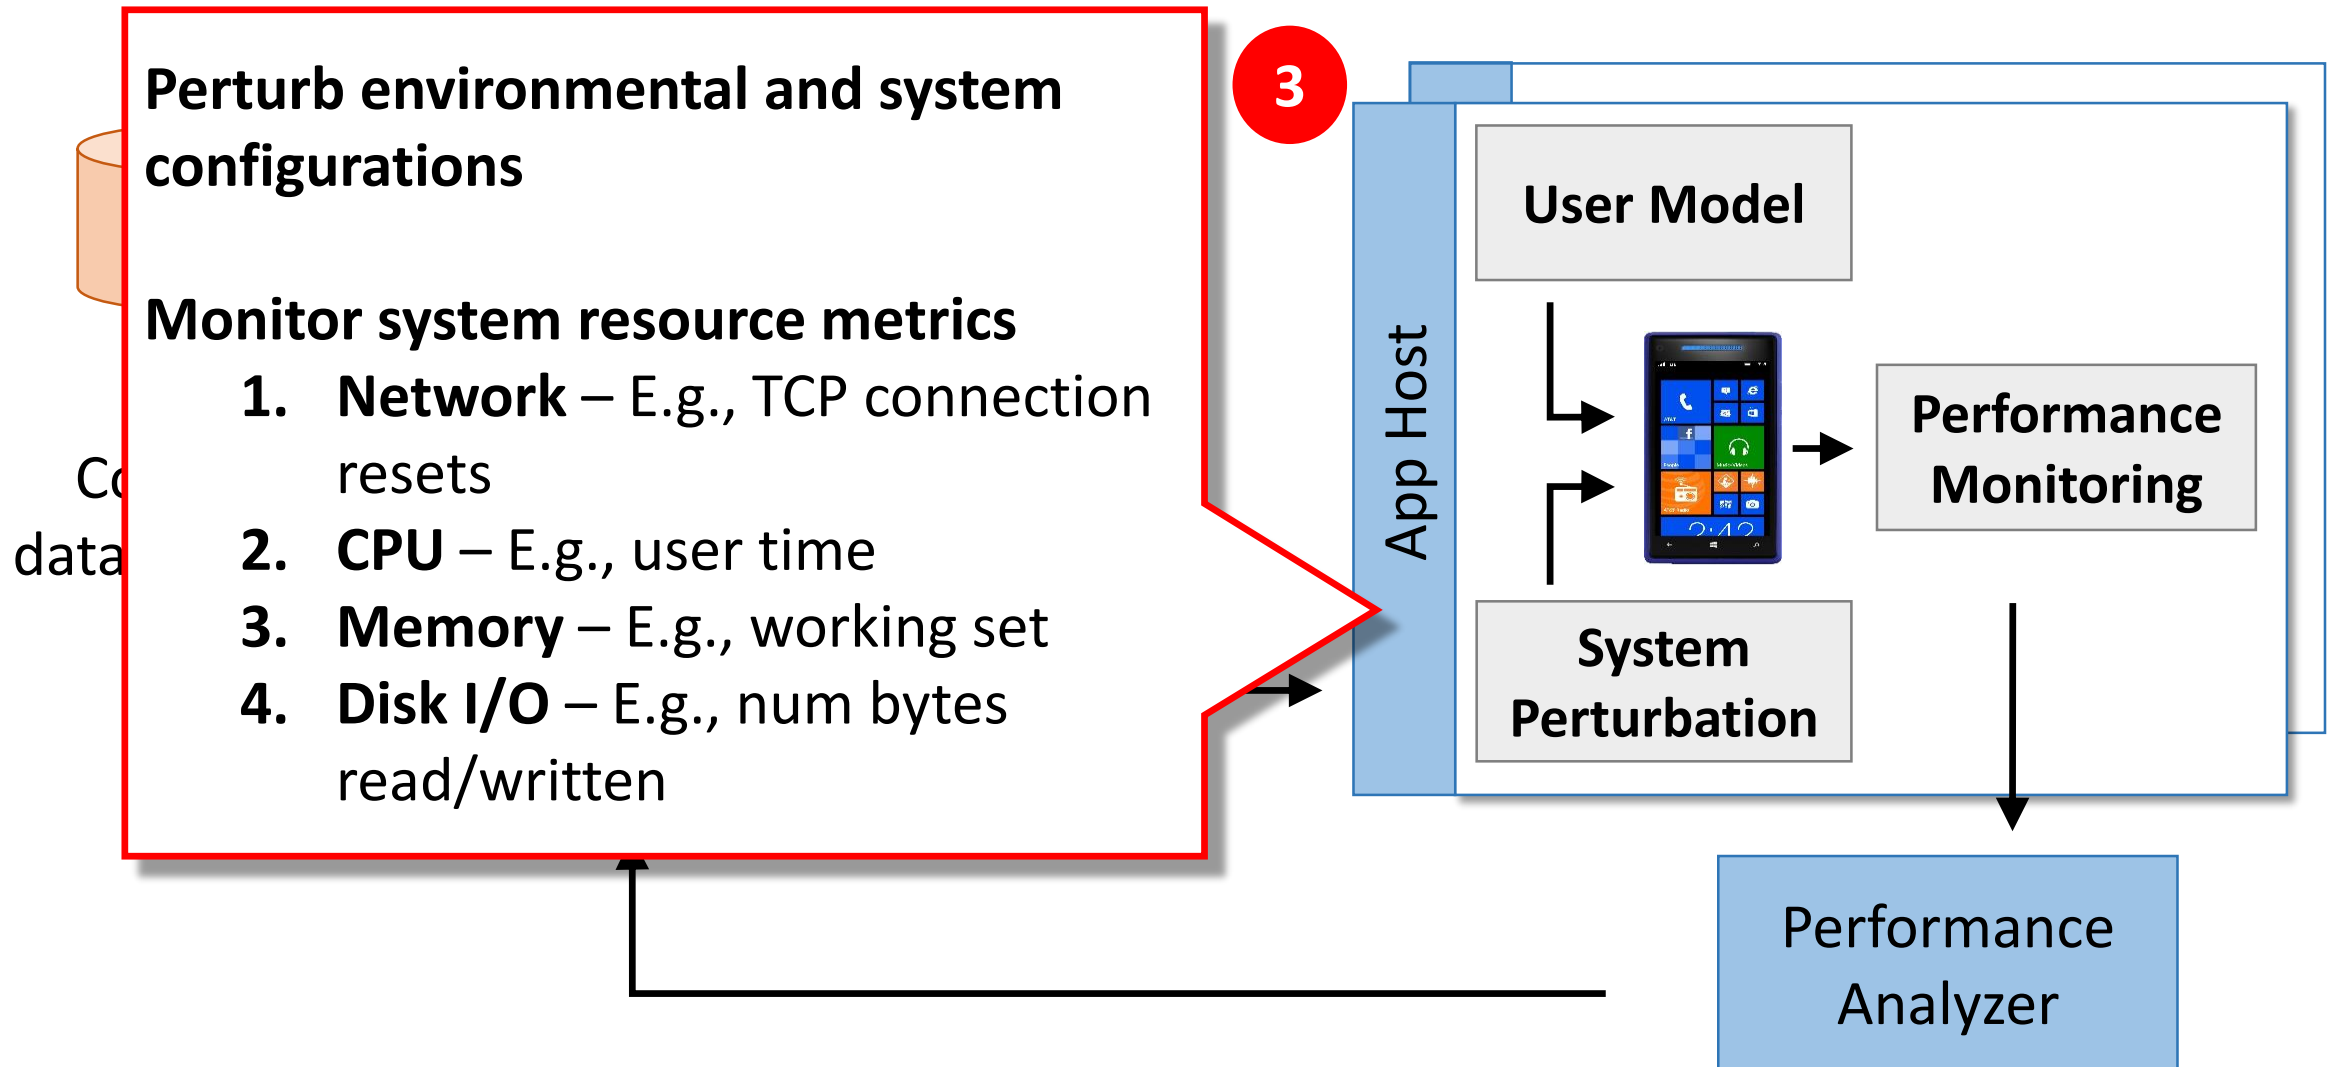 Perturb environmental and system
configurations
Monitor system resource metrics
1. Network – E.g., TCP connection
resets
2. CPU – E.g., user time
3. Memory – E.g., working set
4. Disk I/O – E.g., num bytes
read/written
data
3
App Host
User Model
System
Perturbation
2:42
Performance
Monitoring
Performance
Analyzer